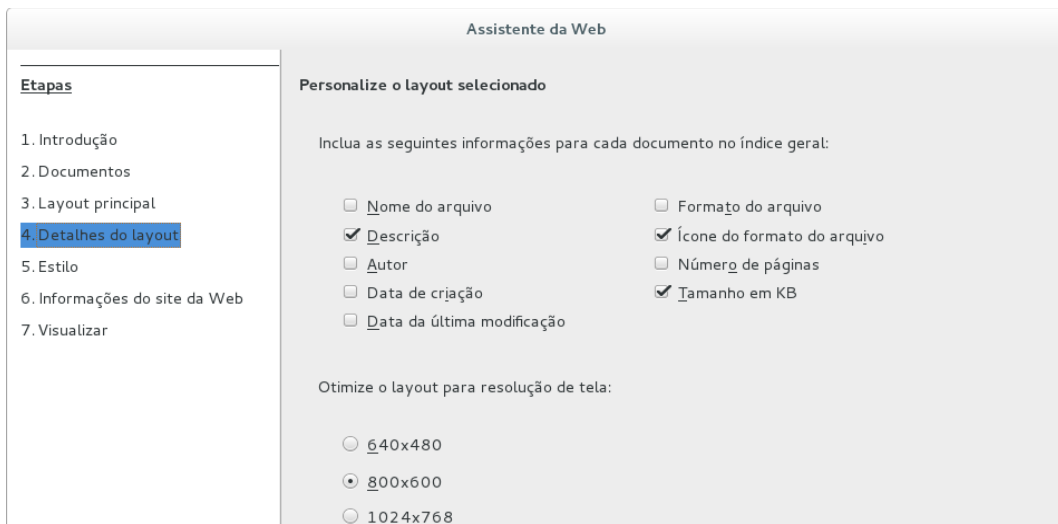 Assistente da Web
Etapas
1. Introdução
2. Documentos
3. Layout principal
4. Detalhes do layout
5. Estilo
6. Informações do site da Web
7. Visualizar
Personalize o layout selecionado
Inclua as seguintes informações para cada documento no índice geral:
Nome do arquivo
Descrição
Autor
Data de criação
Data da última modificação
Formato do arquivo
Ícone do formato do arquivo
Número de páginas
Tamanho em KB
Otimize o layout para resolução de tela:
640x480
800x600
1024x768